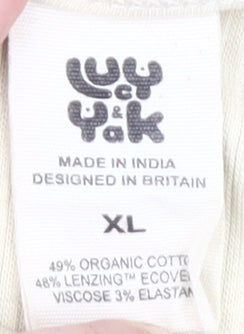 Lucy
&
Yak
MADE IN INDIA
DESIGNED IN BRITAIN
XL
49% ORGANIC COTTO
48% LENZING™ ECOVE
VISCOSE 3% ELASTAN